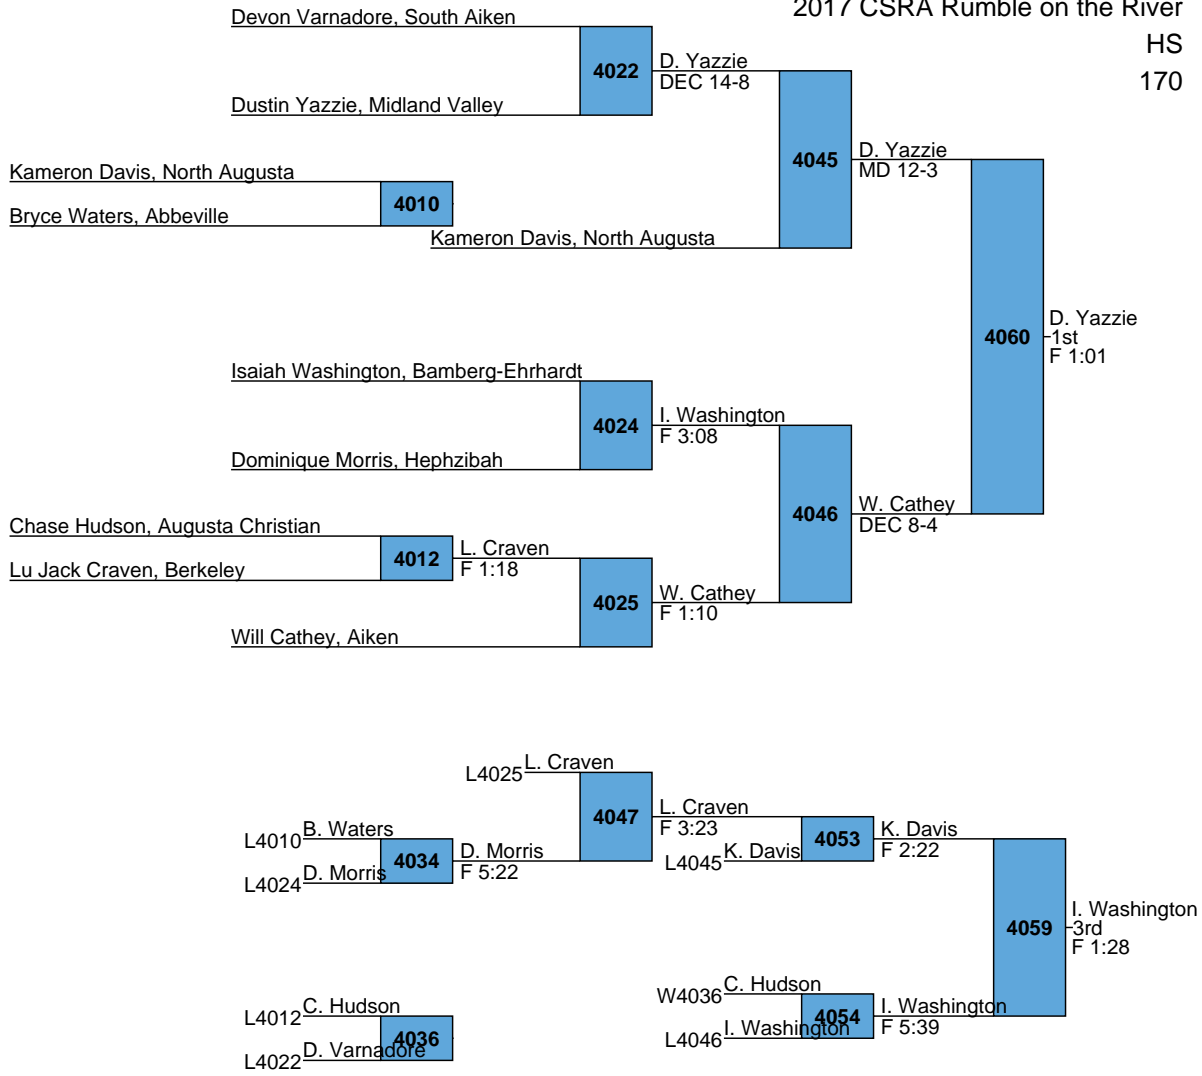 2017 CSRA Rumble on the River
HS
170
Devon Varnadore, South Aiken
4022
D. Yazzie
DEC 14-8
Dustin Yazzie, Midland Valley
4045
D. Yazzie
MD 12-3
Kameron Davis, North Augusta
4010
Bryce Waters, Abbeville
Kameron Davis, North Augusta
4060
D. Yazzie
1st
F 1:01
Isaiah Washington, Bamberg-Ehrhardt
4024
I. Washington
F 3:08
Dominique Morris, Hephzibah
4046
W. Cathey
DEC 8-4
Chase Hudson, Augusta Christian
4012
L. Craven
F 1:18
Lu Jack Craven, Berkeley
4025
W. Cathey
F 1:10
Will Cathey, Aiken
L4025
L. Craven
4047
L. Craven
F 3:23
L4010
B. Waters
4034
D. Morris
F 5:22
L4024
D. Morris
L4045
K. Davis
4053
K. Davis
F 2:22
4059
I. Washington
3rd
F 1:28
L4012
C. Hudson
4036
L4022
D. Varnadore
W4036
C. Hudson
4054
I. Washington
F 5:39
L4046
I. Washington